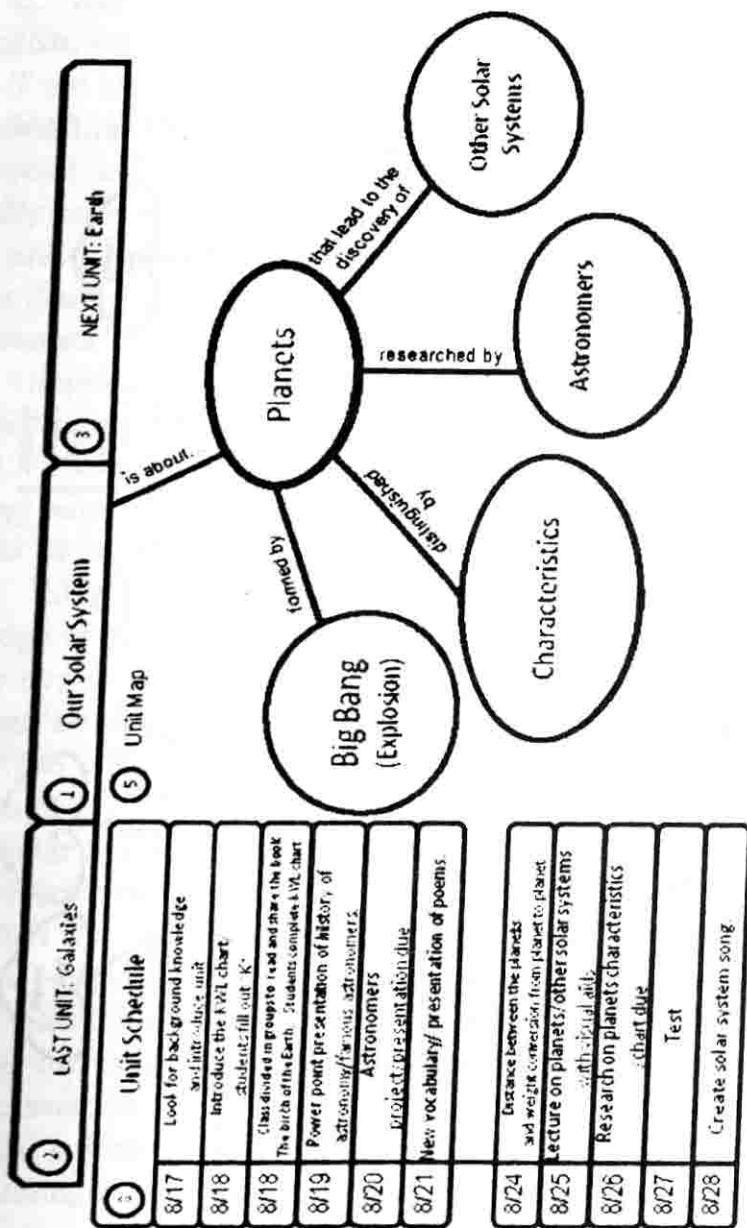 2
LAST UNIT: Galaxies
1
Our Solar System
3
NEXT UNIT: Earth
Unit Schedule
8/17
Look for background knowledge
and introduce unit
8/18
Introduce the KWL chart/
students fill out "K"
8/18
Class divided in groups to read and share the book
The birth of the Earth. Students complete KWL chart
8/19
Power point presentation of history of
astronomy/famous astronomers.
8/20
Astronomers
project/presentation due
8/21
New vocabulary/ presentation of poems.
8/24
Distance between the planets
and weight conversion from planet to planet
8/25
Lecture on planets/other solar systems
with visual aids
8/26
Research on planets characteristics
chart due
8/27
Test
8/28
Create solar system song.
5
Unit Map
is about...
Planets
formed by
Big Bang
(Explosion)
distinguished
by
Characteristics
researched by
Astronomers
that lead to the
discovery of
Other Solar
Systems